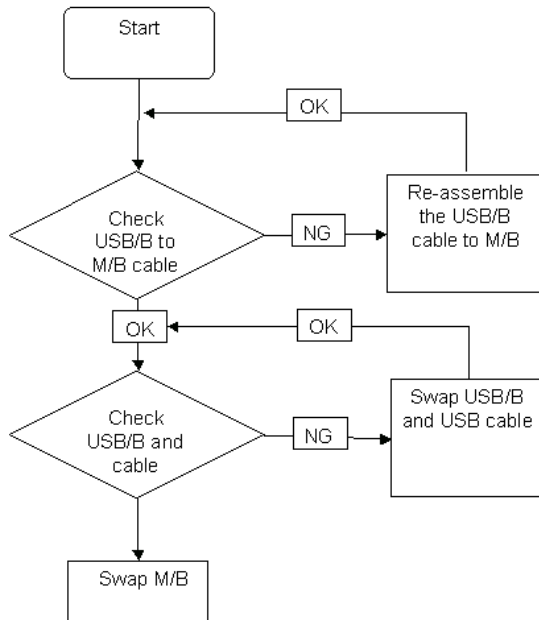 Start
OK
Check
USB/B to
M/B cable
NG
Re-assemble
the USB/B
cable to M/B
OK
OK
Check
USB/B and
cable
NG
Swap USB/B
and USB cable
Swap M/B